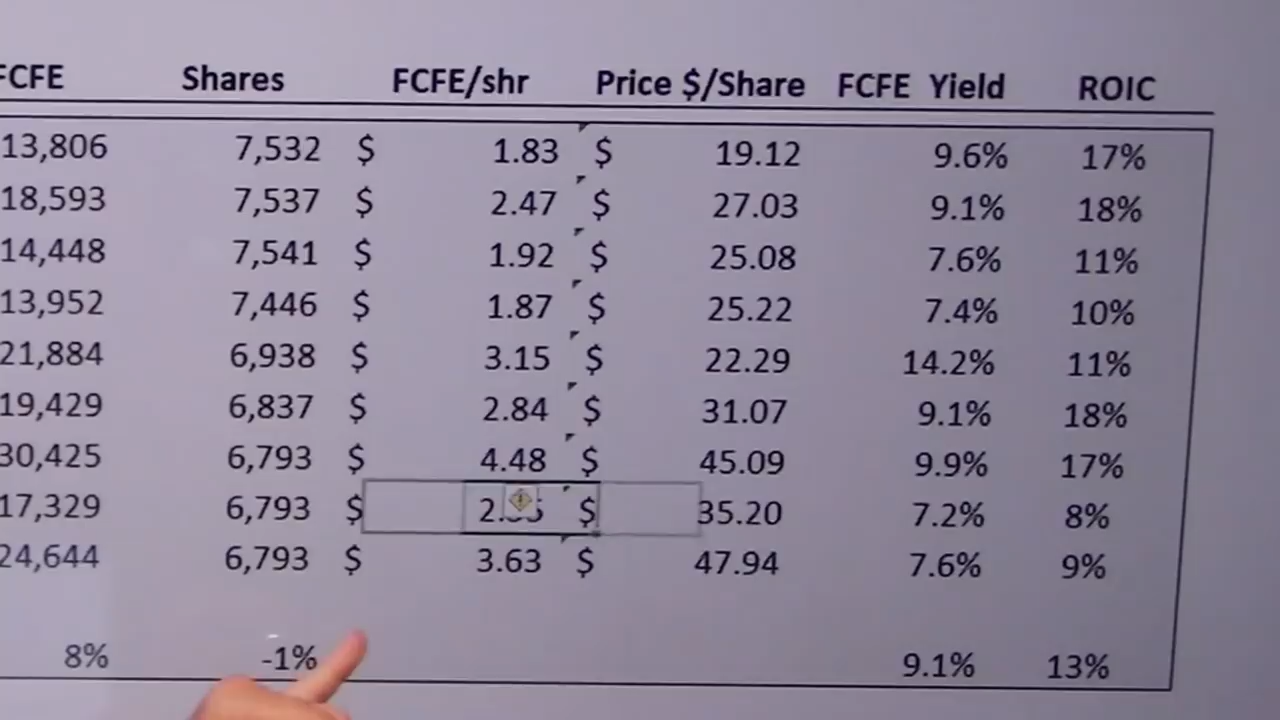 FCFE Shares FCFE/shr Price $/Share FCFE Yield ROIC
13,806 7,532 $ 1.83 $ 19.12 9.6% 17%
18,593 7,537 $ 2.47 $ 27.03 9.1% 18%
14,448 7,541 $ 1.92 $ 25.08 7.6% 11%
13,952 7,446 $ 1.87 $ 25.22 7.4% 10%
21,884 6,938 $ 3.15 $ 22.29 14.2% 11%
19,429 6,837 $ 2.84 $ 31.07 9.1% 18%
30,425 6,793 $ 4.48 $ 45.09 9.9% 17%
17,329 6,793 $ $ 35.20 7.2% 8%
24,644 6,793 $ 3.63 $ 47.94 7.6% 9%
8% -1% 9.1% 13%